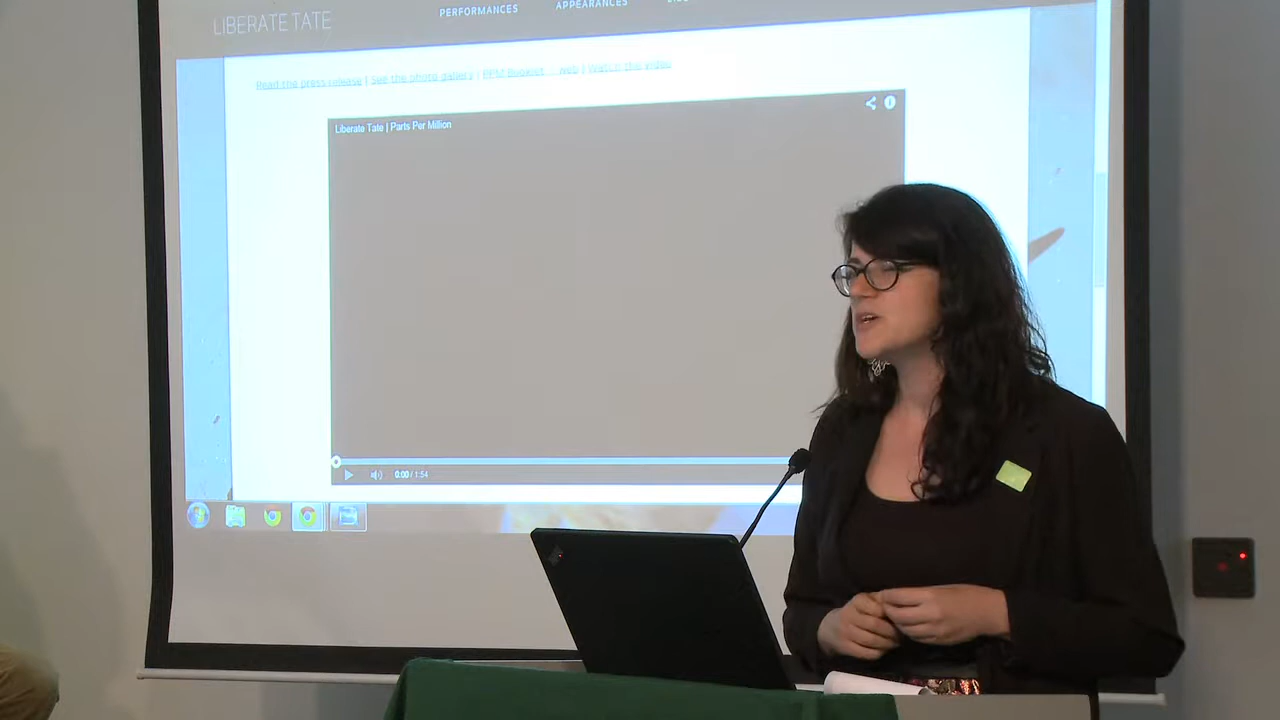 LIBERATE TATE
PERFORMANCES
APPEARANCES
Read the press release | See the photo gallery | PPM Booklet - web | Watch the video
Liberate Tate | Parts Per Million
0:00 / 1:54